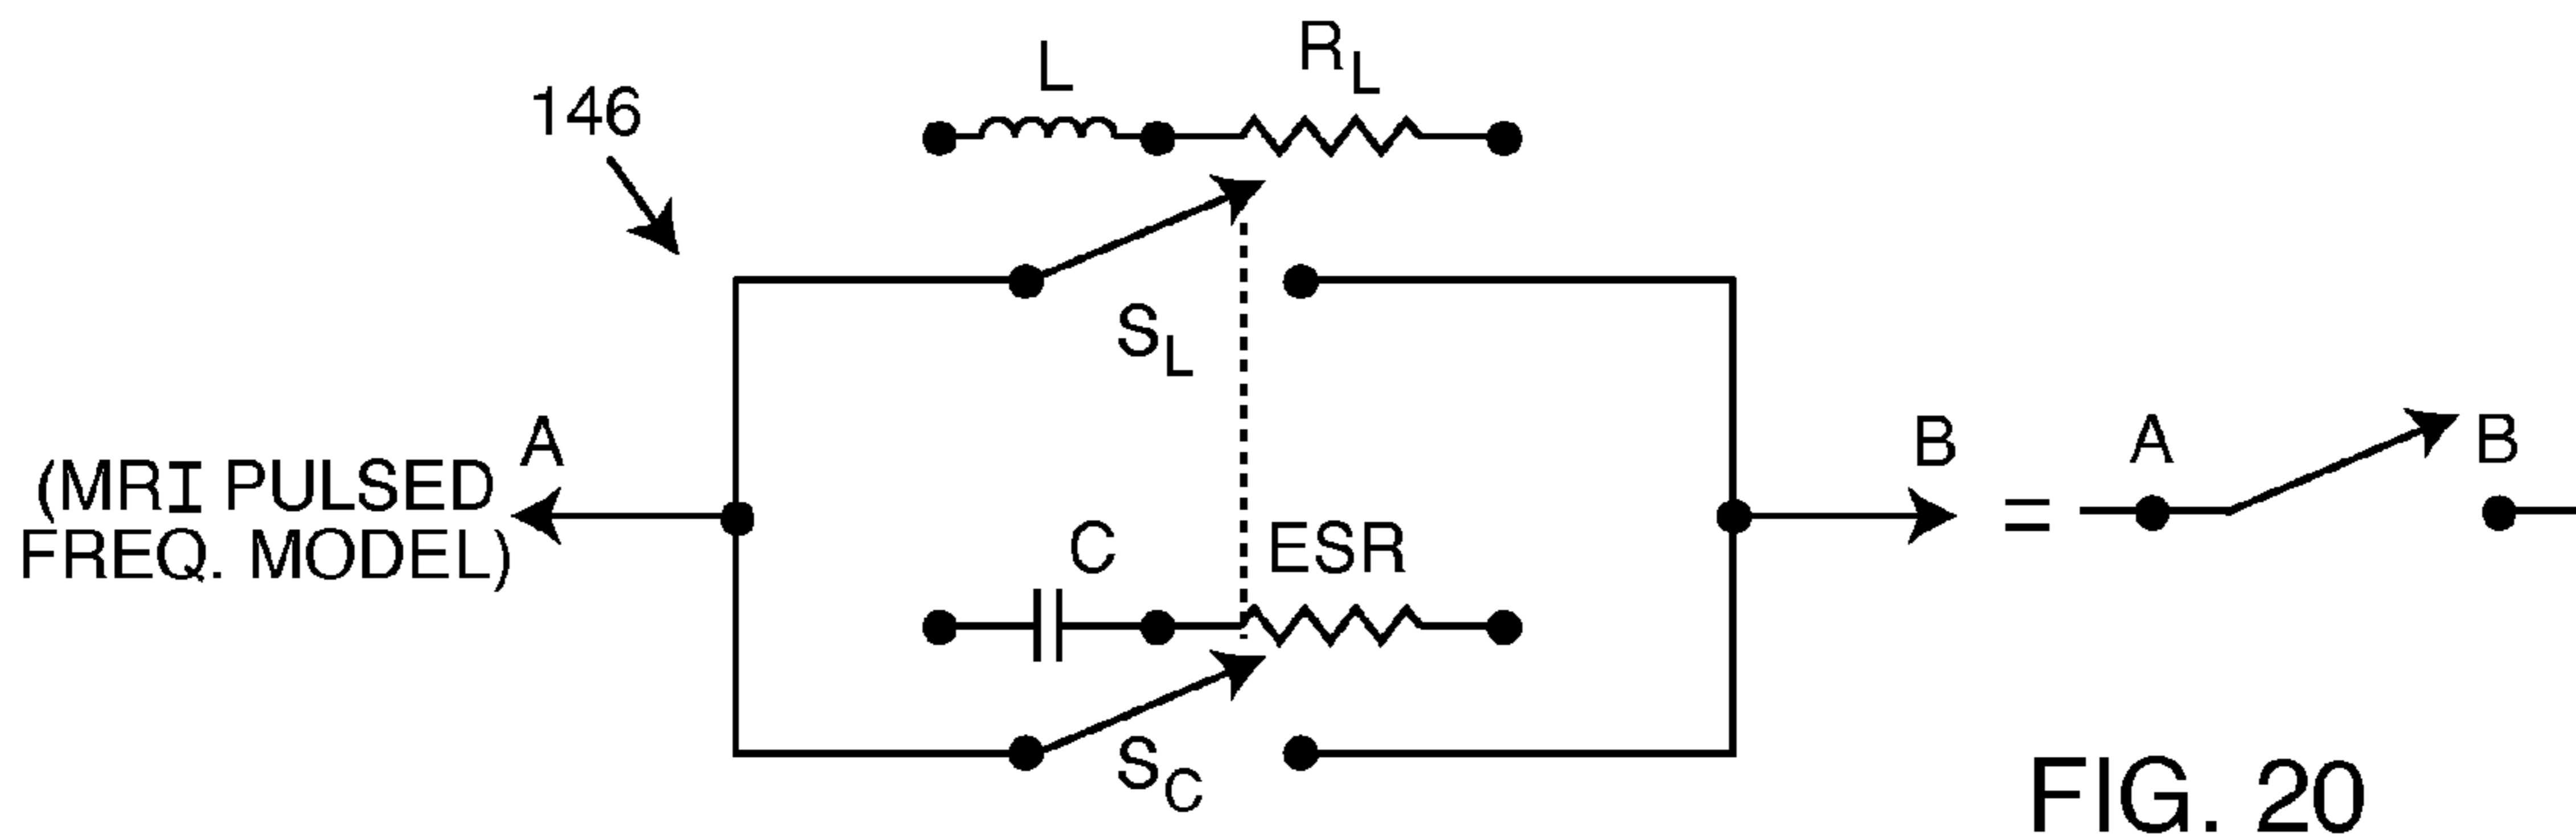 L
R_L
146
S_L
A
(MRI PULSED
FREQ. MODEL)
B
=
A
B
C
ESR
S_C
FIG. 20